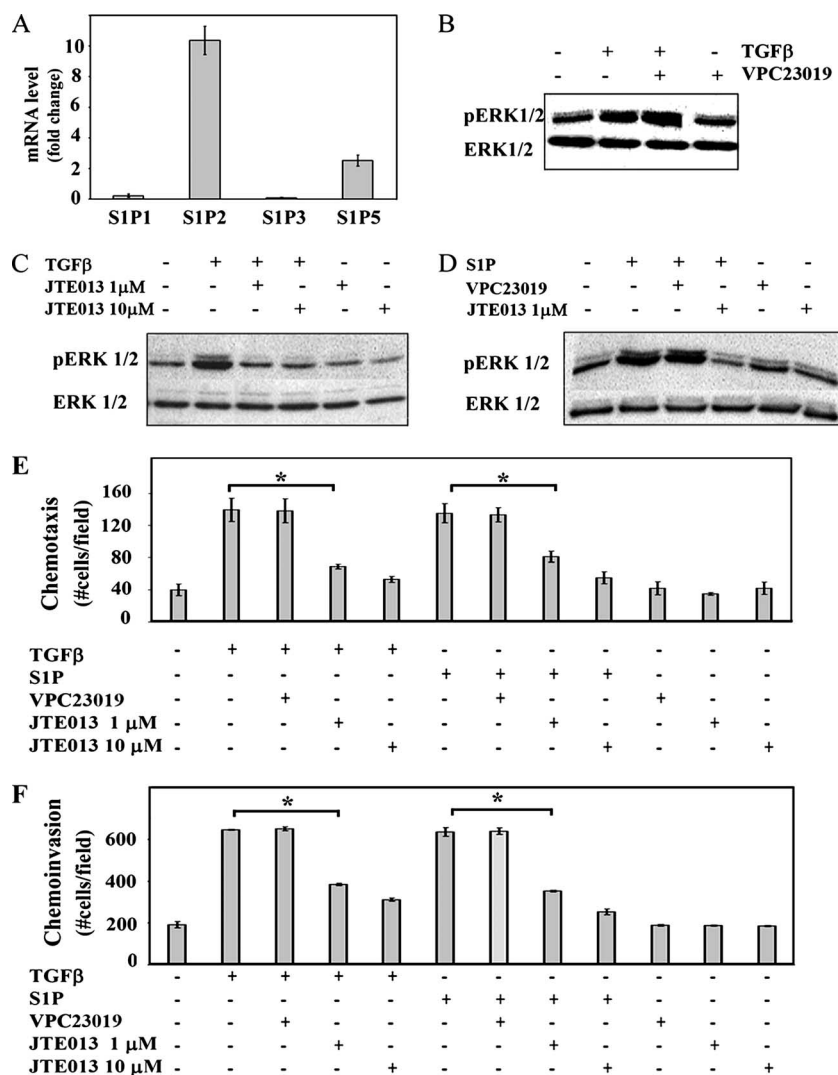 A
mRNA level
(fold change)
10
8
6
4
2
0
S1P1 S1P2 S1P3 S1P5
B
- + + - TGFβ
- - + + VPC23019
pERK1/2
ERK1/2
C
TGFβ - + + + - -
JTE013 1μM - - + - + -
JTE013 10μM - - - + - +
pERK 1/2
ERK 1/2
D
S1P - + + + - -
VPC23019 - - + - + -
JTE013 1μM - - - + - +
pERK 1/2
ERK 1/2
E
Chemotaxis
(#cells/field)
160
120
80
40
0
* *
TGFβ - + + + + - - - - - - -
S1P - - - - - + + + + - - -
VPC23019 - - + - - - + - - + - -
JTE013 1 μM - - - + - - - + - - + -
JTE013 10 μM - - - - + - - - + - - +
F
Chemoinvasion
(#cells/field)
600
400
200
0
* *
TGFβ - + + + + - - - - - - -
S1P - - - - - + + + + - - -
VPC23019 - - + - - - + - - + - -
JTE013 1 μM - - - + - - - + - - + -
JTE013 10 μM - - - - + - - - + - - +